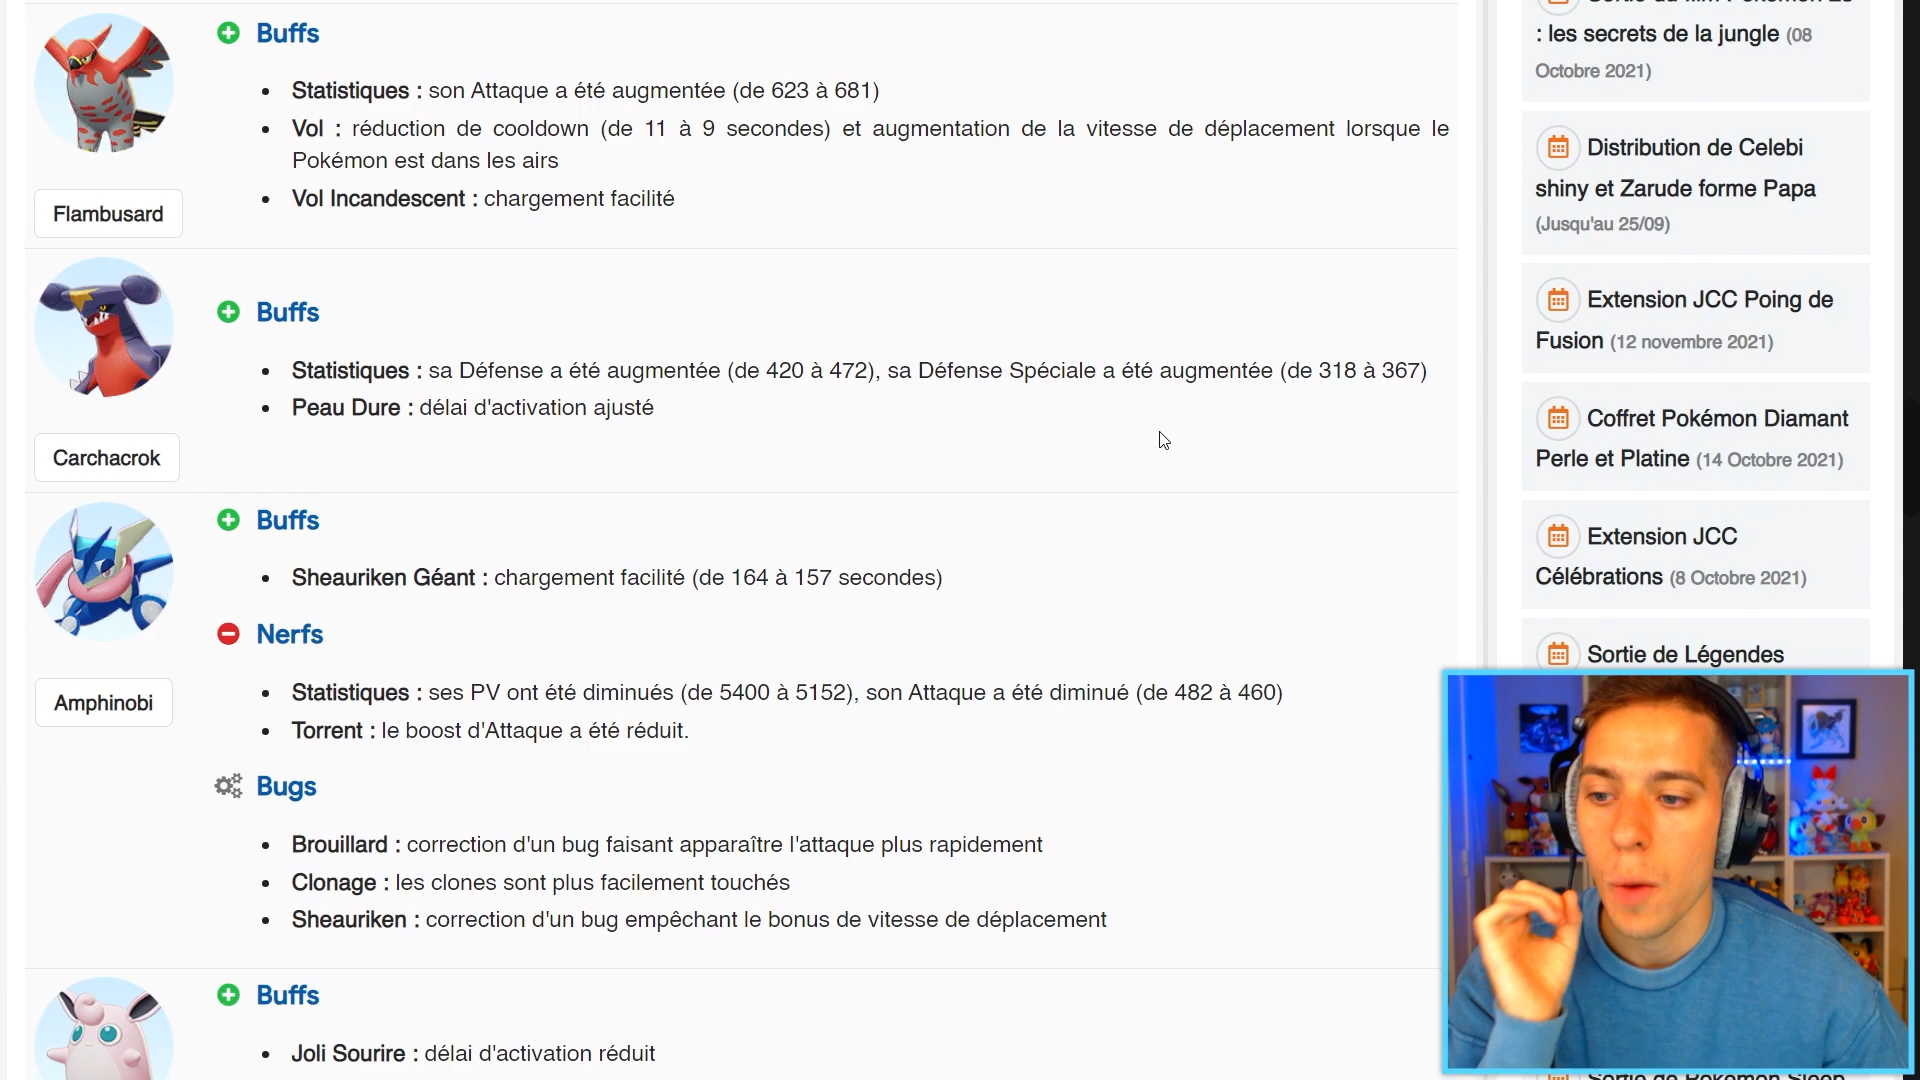 Buffs
Statistiques : son Attaque a été augmentée (de 623 à 681)
Vol : réduction de cooldown (de 11 à 9 secondes) et augmentation de la vitesse de déplacement lorsque le
Pokémon est dans les airs
Vol Incandescent : chargement facilité
Flambusard
Buffs
Statistiques : sa Défense a été augmentée (de 420 à 472), sa Défense Spéciale a été augmentée (de 318 à 367)
Peau Dure : délai d'activation ajusté
Carchacrok
Buffs
Sheauriken Géant : chargement facilité (de 164 à 157 secondes)
Nerfs
Statistiques : ses PV ont été diminués (de 5400 à 5152), son Attaque a été diminué (de 482 à 460)
Torrent : le boost d'Attaque a été réduit.
Amphinobi
Bugs
Brouillard : correction d'un bug faisant apparaître l'attaque plus rapidement
Clonage : les clones sont plus facilement touchés
Sheauriken : correction d'un bug empêchant le bonus de vitesse de déplacement
Buffs
Joli Sourire : délai d'activation réduit
Sortie du film Pokémon
: les secrets de la jungle (08
Octobre 2021)
Distribution de Celebi
shiny et Zarude forme Papa
(Jusqu'au 25/09)
Extension JCC Poing de
Fusion (12 novembre 2021)
Coffret Pokémon Diamant
Perle et Platine (14 Octobre 2021)
Extension JCC
Célébrations (8 Octobre 2021)
Sortie de Légendes
Sortie de Pokémon Sleep